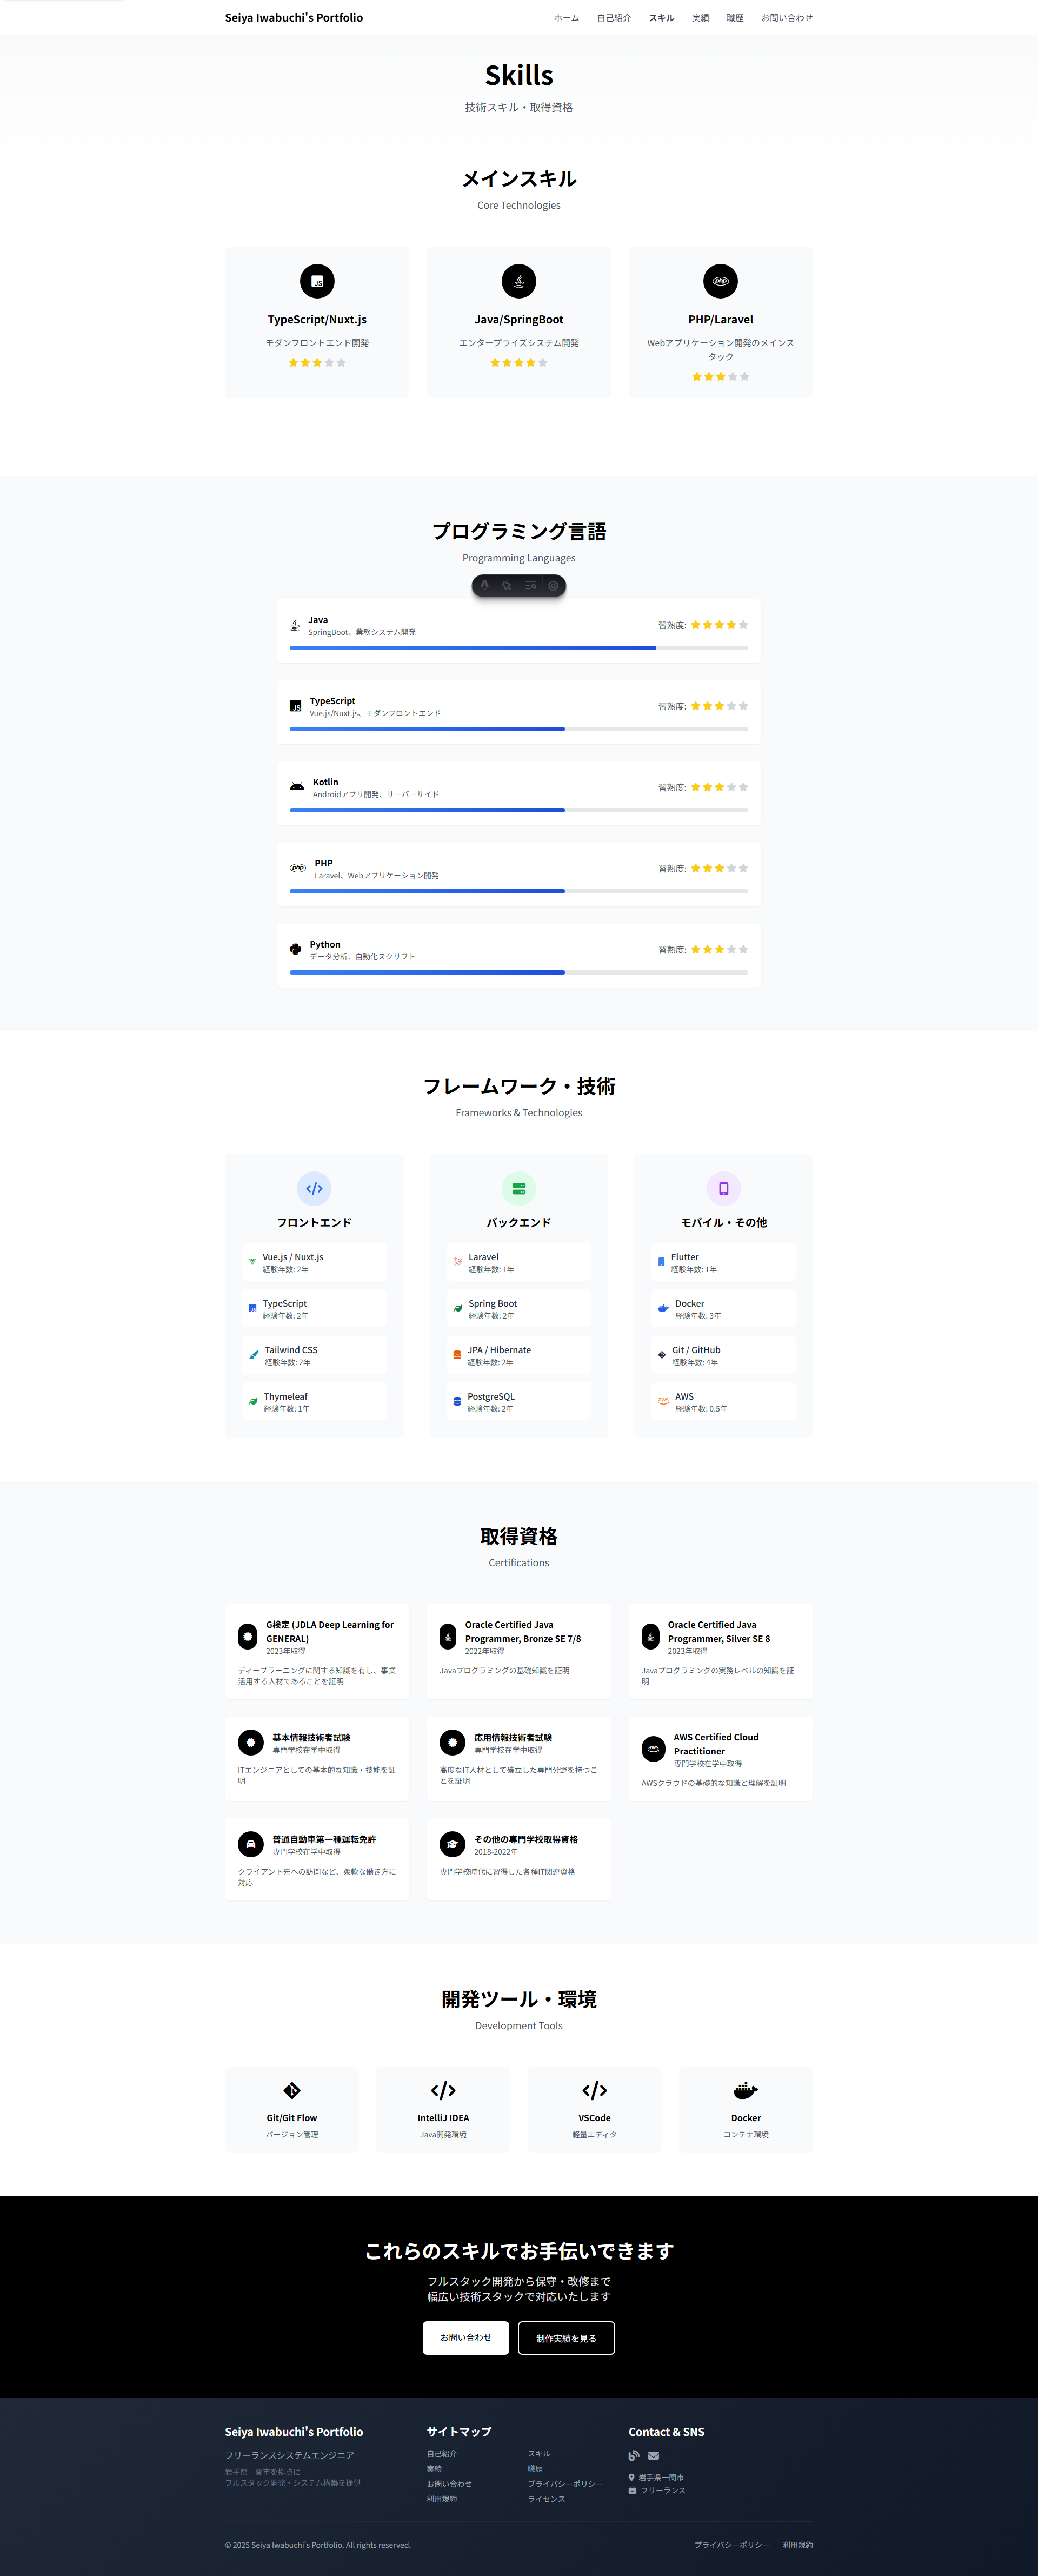 Seiya Iwabuchi's Portfolio
ホーム 自己紹介 スキル 実績 職歴 お問い合わせ
Skills
技術スキル・取得資格
メインスキル
Core Technologies
JS
TypeScript/Nuxt.js
モダンフロントエンド開発
Java/SpringBoot
エンタープライズシステム開発
php
PHP/Laravel
Webアプリケーション開発のメインス
タック
プログラミング言語
Programming Languages
Java
SpringBoot、業務システム開発
習熟度:
JS
TypeScript
Vue.js/Nuxt.js、モダンフロントエンド
習熟度:
Kotlin
Androidアプリ開発、サーバーサイド
習熟度:
php
PHP
Laravel、Webアプリケーション開発
習熟度:
Python
データ分析、自動化スクリプト
習熟度:
フレームワーク・技術
Frameworks & Technologies
フロントエンド
Vue.js / Nuxt.js
経験年数: 2年
TypeScript
経験年数: 2年
Tailwind CSS
経験年数: 2年
Thymeleaf
経験年数: 1年
バックエンド
Laravel
経験年数: 1年
Spring Boot
経験年数: 2年
JPA / Hibernate
経験年数: 2年
PostgreSQL
経験年数: 2年
モバイル・その他
Flutter
経験年数: 1年
Docker
経験年数: 3年
Git / GitHub
経験年数: 4年
aws
AWS
経験年数: 0.5年
取得資格
Certifications
G検定 (JDLA Deep Learning for
GENERAL)
2023年取得
ディープラーニングに関する知識を有し、事業
活用する人材であることを証明
Oracle Certified Java
Programmer, Bronze SE 7/8
2022年取得
Javaプログラミングの基礎知識を証明
Oracle Certified Java
Programmer, Silver SE 8
2023年取得
Javaプログラミングの実務レベルの知識を証
明
基本情報技術者試験
専門学校在学中取得
ITエンジニアとしての基本的な知識・技能を証
明
応用情報技術者試験
専門学校在学中取得
高度なIT人材として確立した専門分野を持つこ
とを証明
aws
AWS Certified Cloud
Practitioner
専門学校在学中取得
AWSクラウドの基礎的な知識と理解を証明
普通自動車第一種運転免許
専門学校在学中取得
クライアント先への訪問など、柔軟な働き方に
対応
その他の専門学校取得資格
2018-2022年
専門学校時代に習得した各種IT関連資格
開発ツール・環境
Development Tools
Git/Git Flow
バージョン管理
IntelliJ IDEA
Java開発環境
VSCode
軽量エディタ
Docker
コンテナ環境
これらのスキルでお手伝いできます
フルスタック開発から保守・改修まで
幅広い技術スタックで対応いたします
お問い合わせ 制作実績を見る
Seiya Iwabuchi's Portfolio
フリーランスシステムエンジニア
岩手県一関市を拠点に
フルスタック開発・システム構築を提供
サイトマップ
自己紹介 スキル
実績 職歴
お問い合わせ プライバシーポリシー
利用規約 ライセンス
Contact & SNS
岩手県一関市
フリーランス
© 2025 Seiya Iwabuchi's Portfolio. All rights reserved.
プライバシーポリシー 利用規約